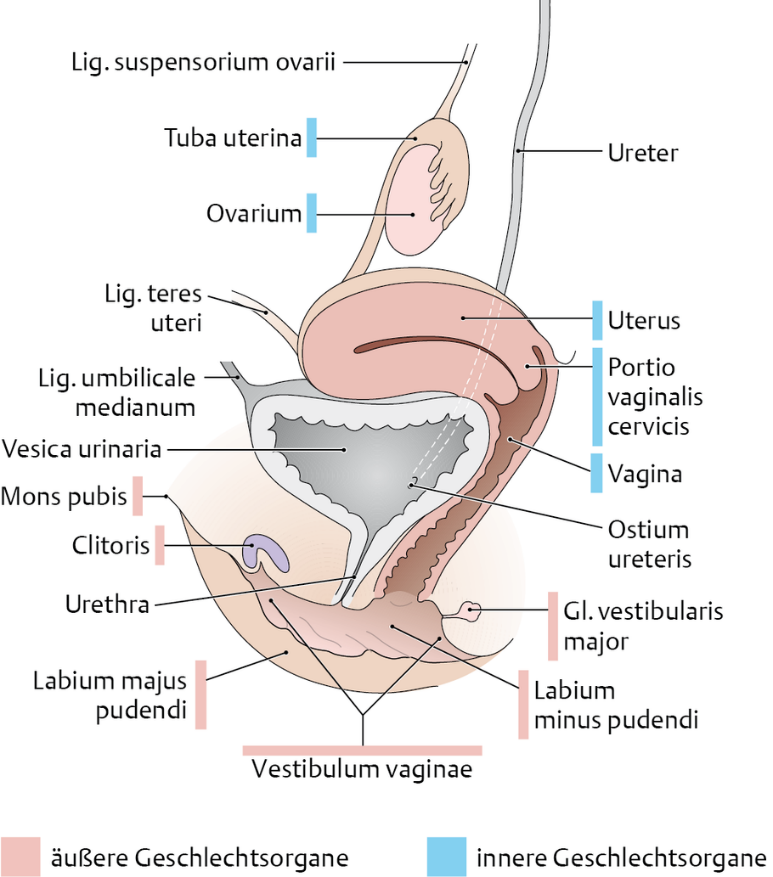 Lig. suspensorium ovarii
Tuba uterina
Ureter
Ovarium
Lig. teres
uteri
Uterus
Portio
vaginalis
cervicis
Lig. umbilicale
medianum
Vesica urinaria
Vagina
Mons pubis
Ostium
ureteris
Clitoris
Urethra
Gl. vestibularis
major
Labium majus
pudendi
Labium
minus pudendi
Vestibulum vaginae
äußere Geschlechtsorgane
innere Geschlechtsorgane